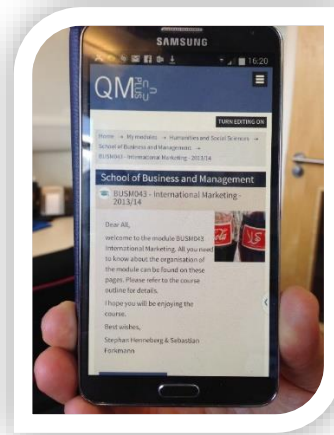 SAMSUNG
16:20
QM
PLUS
TURN EDITING ON
Home → My modules → Humanities and Social Sciences →
School of Business and Management →
BUSM043 - International Marketing - 2013/14
School of Business and Management
BUSM043 - International Marketing -
2013/14
Dear All,
welcome to the module BUSM043
International Marketing. All you need
to know about the organisation of
the module can be found on these
pages. Please refer to the course
outline for details.
I hope you will be enjoying the
course.
Best wishes,
Stephan Henneberg & Sebastian
Forkmann